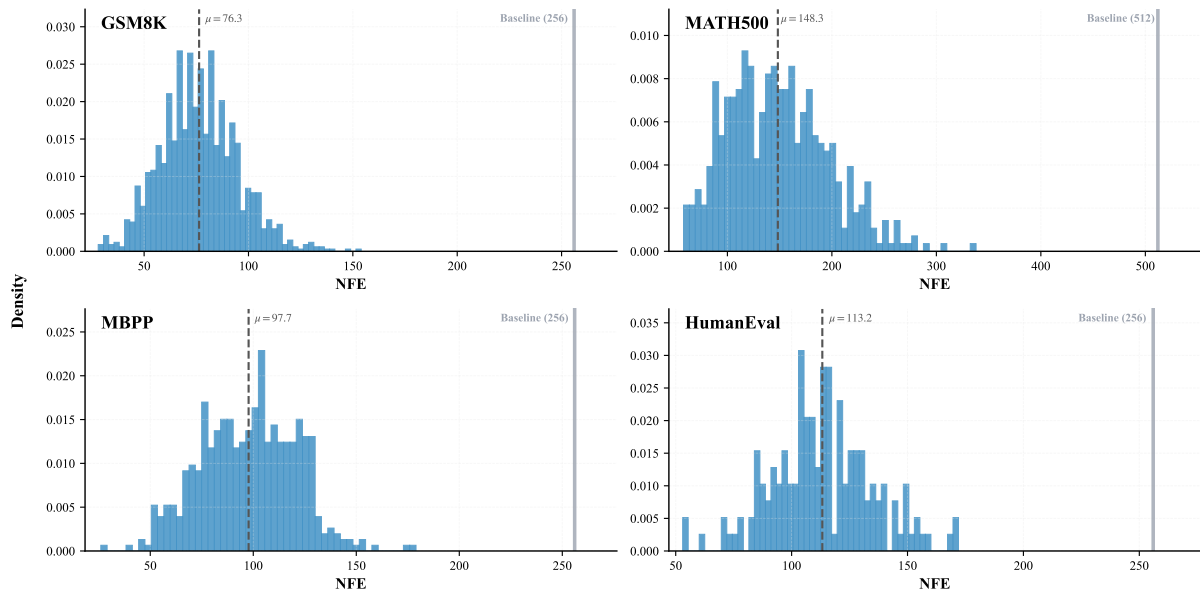 GSM8K
μ = 76.3
Baseline (256)
0.030
0.025
0.020
0.015
0.010
0.005
0.000
50
100
150
200
250
NFE
MATH500
μ = 148.3
Baseline (512)
0.010
0.008
0.006
0.004
0.002
0.000
100
200
300
400
500
NFE
Density
MBPP
μ = 97.7
Baseline (256)
0.025
0.020
0.015
0.010
0.005
0.000
50
100
150
200
250
NFE
HumanEval
μ = 113.2
Baseline (256)
0.035
0.030
0.025
0.020
0.015
0.010
0.005
0.000
50
100
150
200
250
NFE